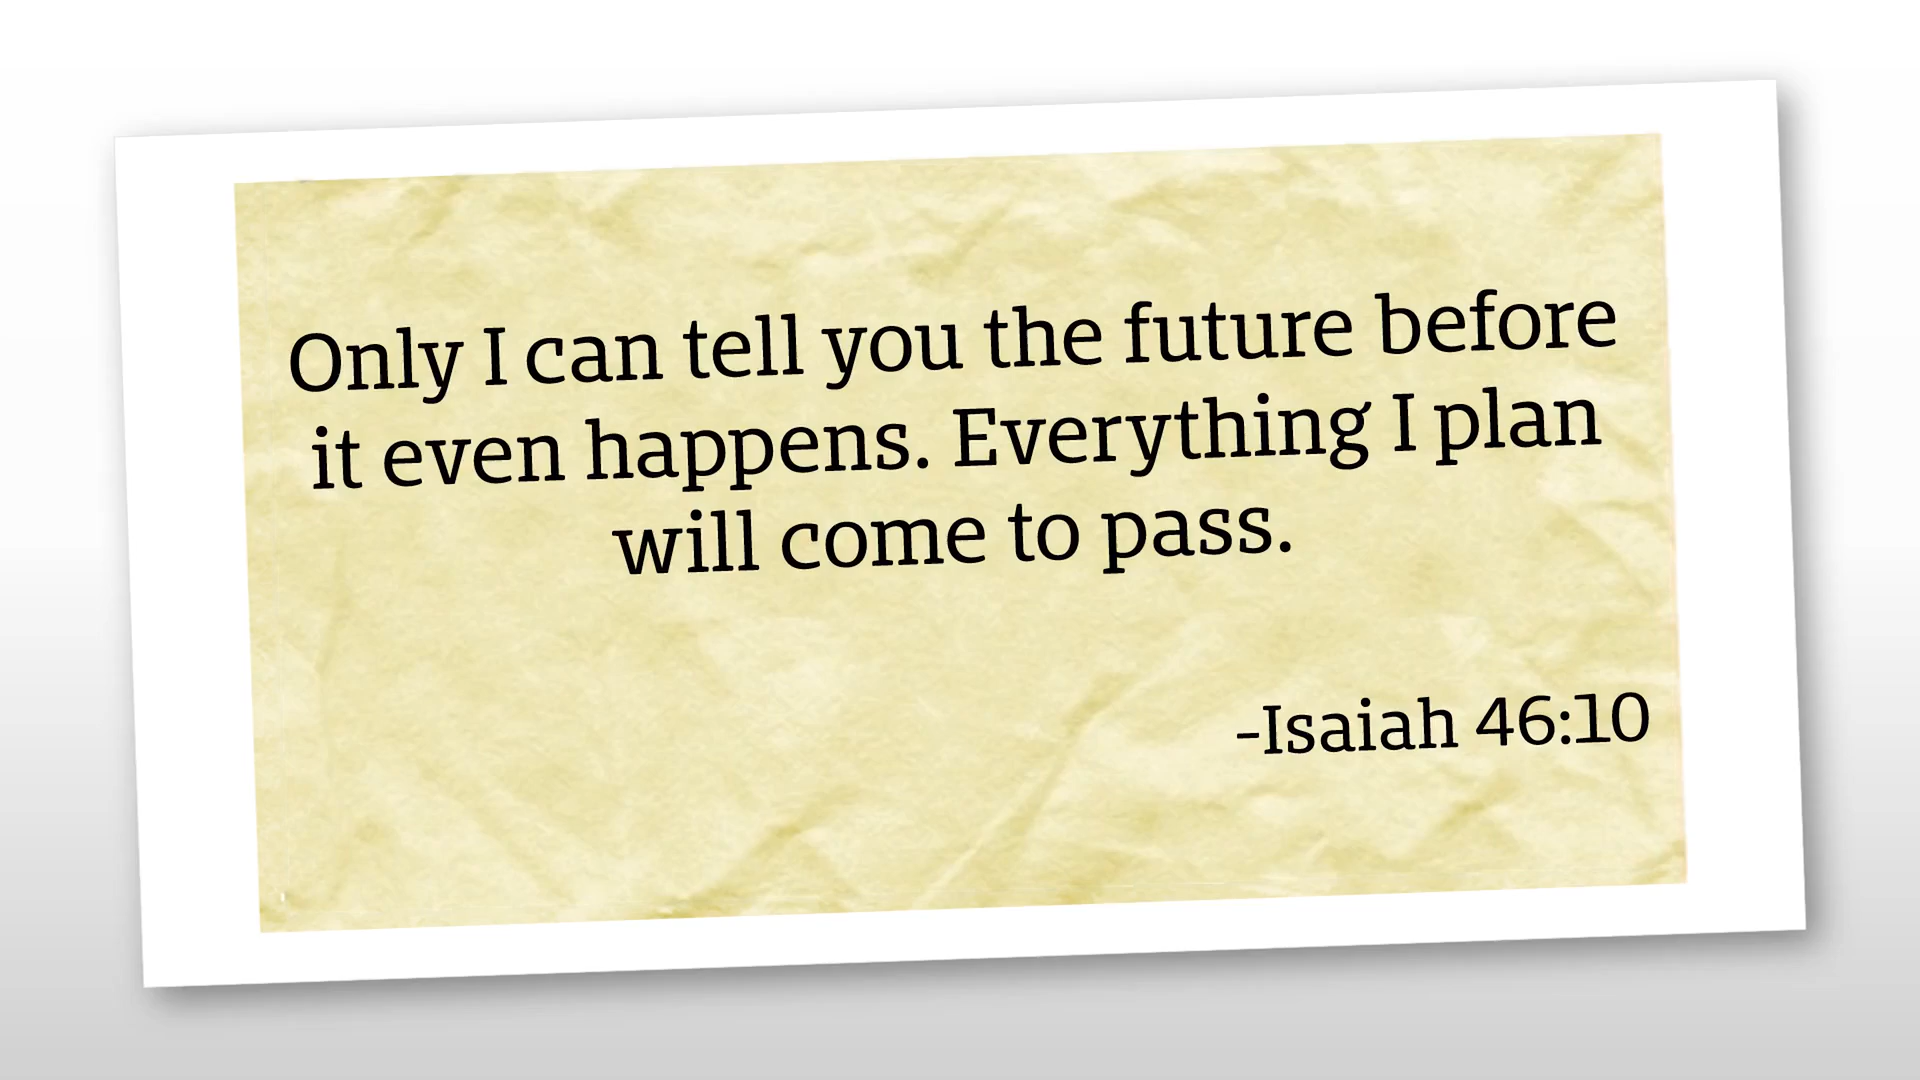 Only I can tell you the future before
it even happens. Everything I plan
will come to pass.
-Isaiah 46:10